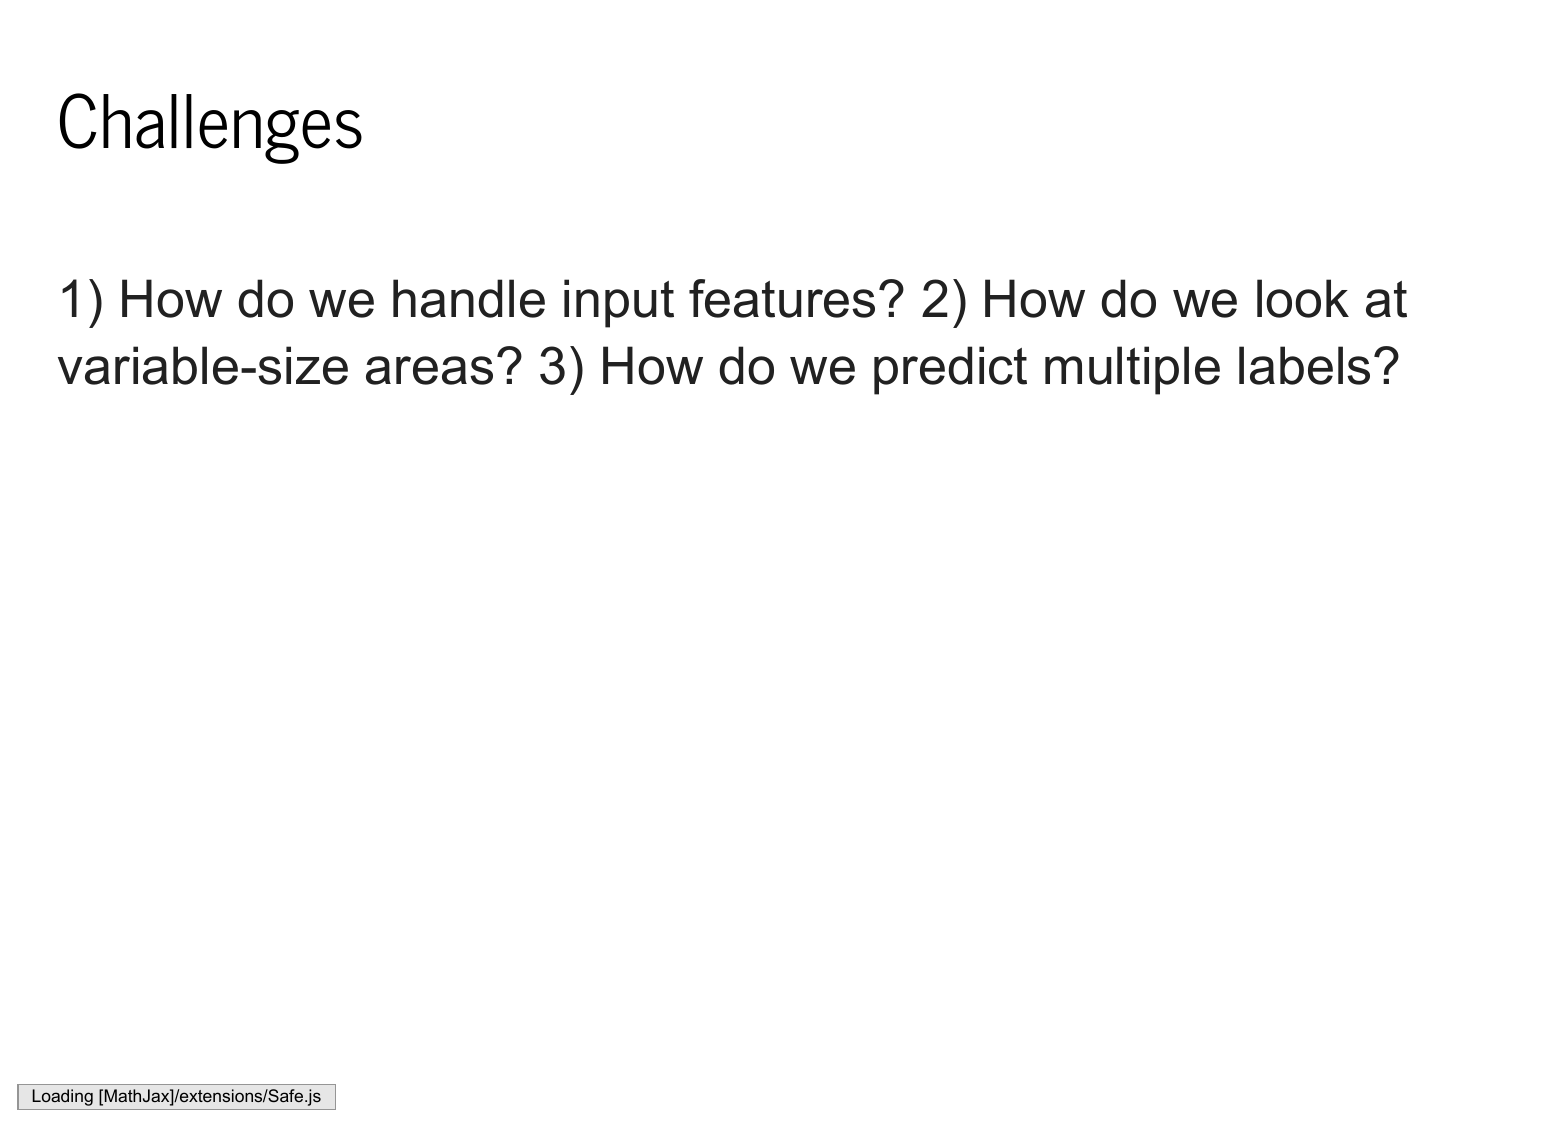 Challenges
1) How do we handle input features? 2) How do we look at
variable-size areas? 3) How do we predict multiple labels?
Loading [MathJax]/extensions/Safe.js